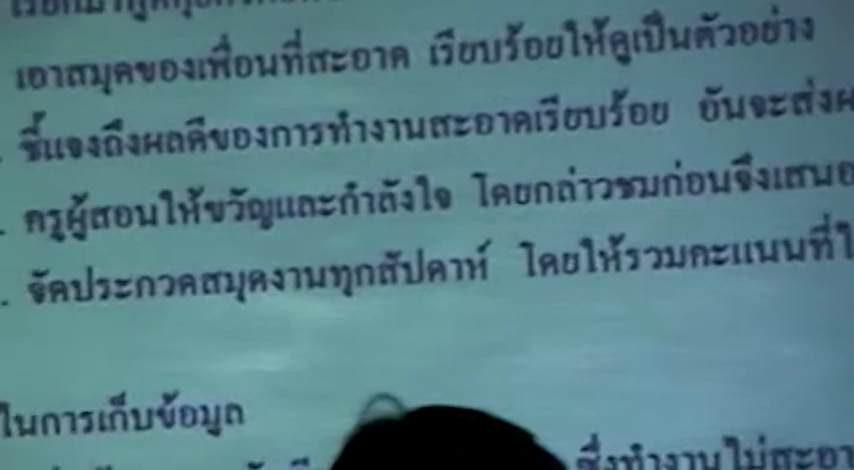 เอาสมุดของเพื่อนที่สะอาด เรียบร้อยให้ดูเป็นตัวอย่าง
. ชี้แจงถึงผลดีของการทำงานสะอาดเรียบร้อย อันจะส่งผ
. ครูผู้สอนให้ขวัญและกำลังใจ โดยกล่าวชมก่อนจึงเสนอ
. จัดประกวดสมุดงานทุกสัปดาห์ โดยให้รวมคะแนนที่ใ
ในการเก็บข้อมูล
ซึ่งทำงานไม่สะอา